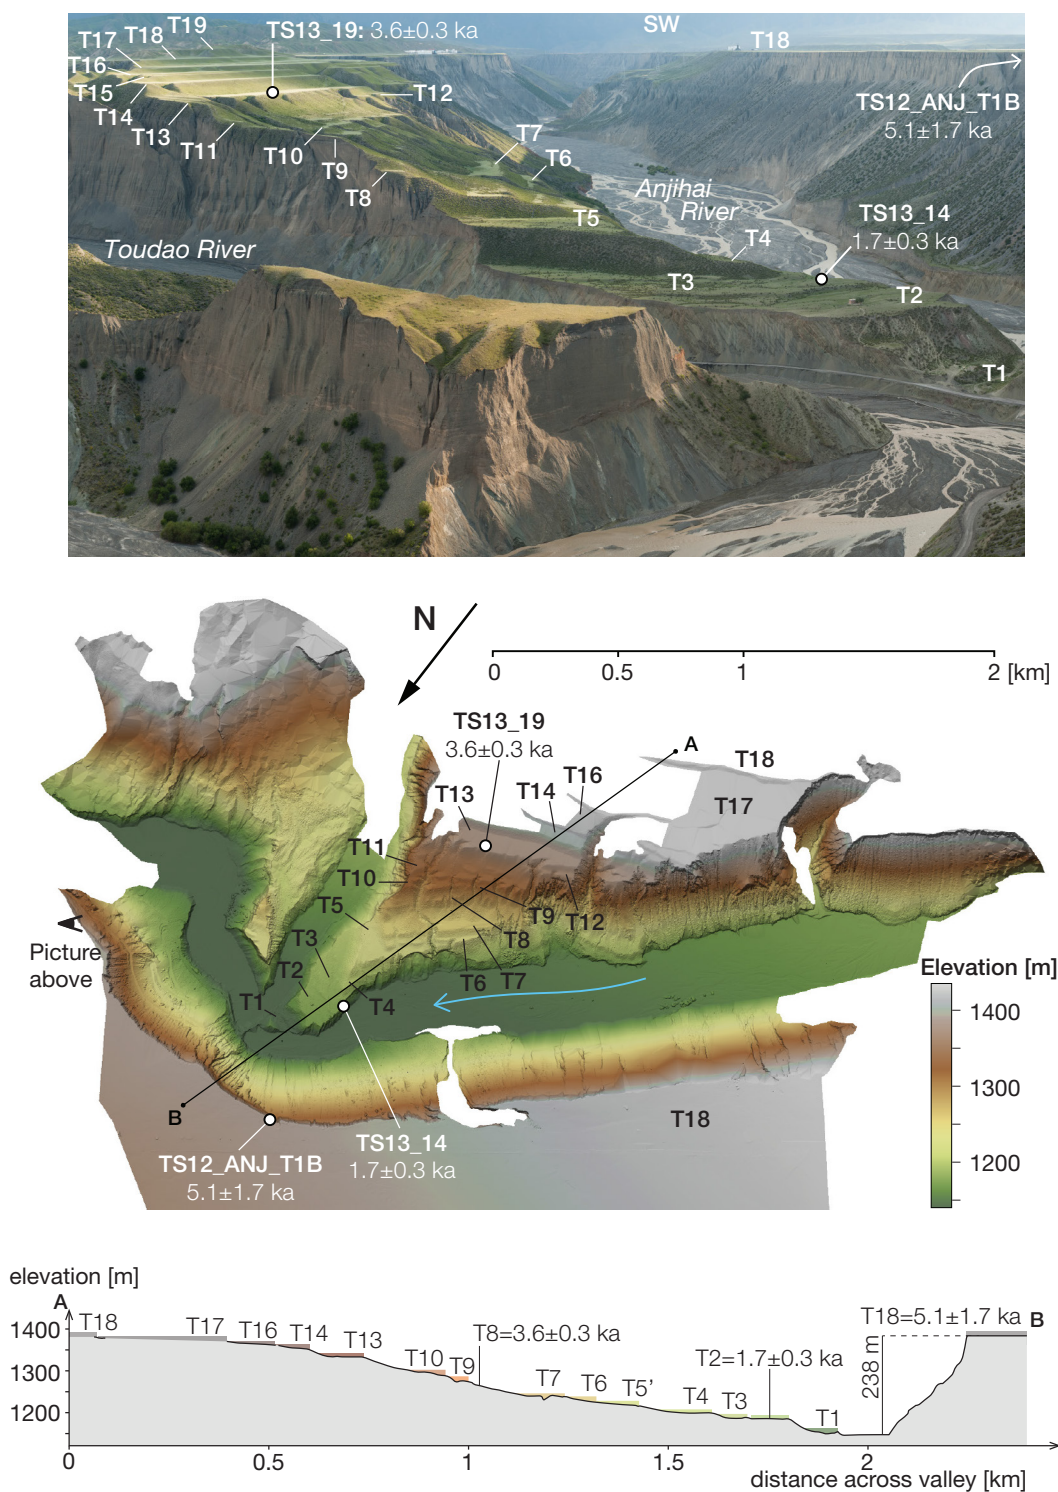 SW
T19
TS13_19: 3.6±0.3 ka
T18
T17
T18
T16
T15
T12
TS12_ANJ_T1B
5.1±1.7 ka
T14
T13
T11
T10
T9
T7
T6
T8
Anjihai
River
TS13_14
1.7±0.3 ka
T5
T4
Toudao River
T3
T2
T1
N
0
0.5
1
2 [km]
TS13_19
3.6±0.3 ka
A
T18
T16
T14
T13
T17
T11
T10
T5
T9
T12
T8
T3
T7
T6
T2
T4
T1
Picture
above
Elevation [m]
1400
1300
1200
B
T18
TS13_14
1.7±0.3 ka
TS12_ANJ_T1B
5.1±1.7 ka
elevation [m]
A
T18=5.1±1.7 ka
B
1400
T18
T17
T16
T14
T13
T8=3.6±0.3 ka
1300
T10
T9
T2=1.7±0.3 ka
238 m
T7
T6
T5’
T4
T3
T1
1200
0
0.5
1
1.5
2
distance across valley [km]